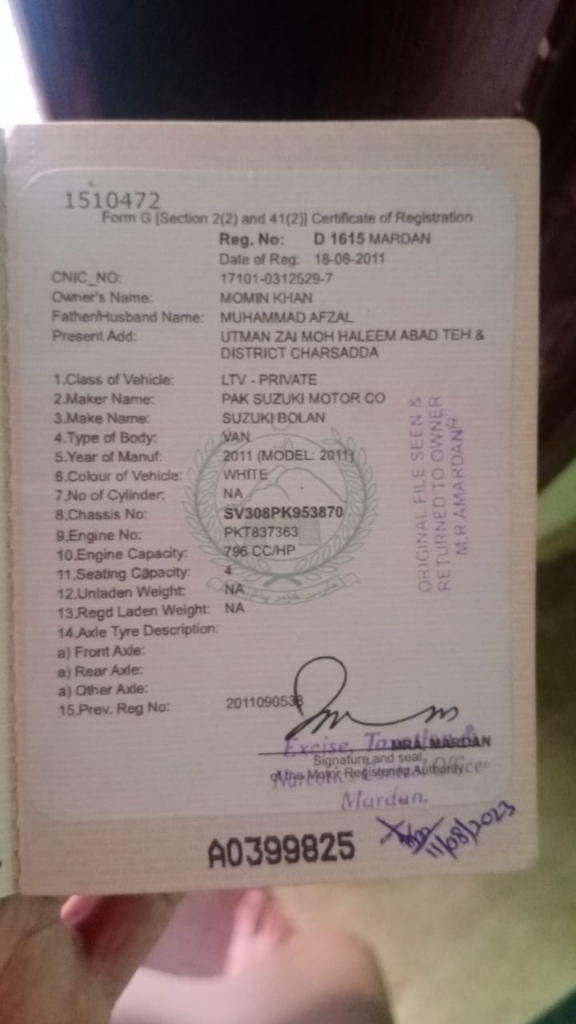 1510472
Form G [Section 2(2) and 41(2)] Certificate of Registration
Reg. No: D 1615 MARDAN
Date of Reg: 18-08-2011
CNIC_NO: 17101-0312529-7
Owner's Name: MOMIN KHAN
Father/Husband Name: MUHAMMAD AFZAL
Present Add: UTMAN ZAI MOH HALEEM ABAD TEH &
DISTRICT CHARSADDA
1.Class of Vehicle: LTV - PRIVATE
2.Maker Name: PAK SUZUKI MOTOR CO
3.Make Name: SUZUKI BOLAN
4.Type of Body: VAN
5.Year of Manuf: 2011 (MODEL: 2011)
6.Colour of Vehicle: WHITE
7.No of Cylinder: NA
8.Chassis No: SV308PK953870
9.Engine No: PKT837363
10.Engine Capacity: 796 CC/HP
11.Seating Capacity: 4
12.Unladen Weight: NA
13.Regd Laden Weight: NA
14.Axle Tyre Description:
a) Front Axle:
a) Rear Axle:
a) Other Axle:
15.Prev. Reg No: 2011090538
ORIGINAL FILE SEEN &
RETURNED TO OWNER
M.R.A MARDAN
MRA, MARDAN
Excise, Taxation &
Signature and seal
of the Motor Registering Authority
Narcotics Control Officer
Mardan.
11/08/2023
A0399825